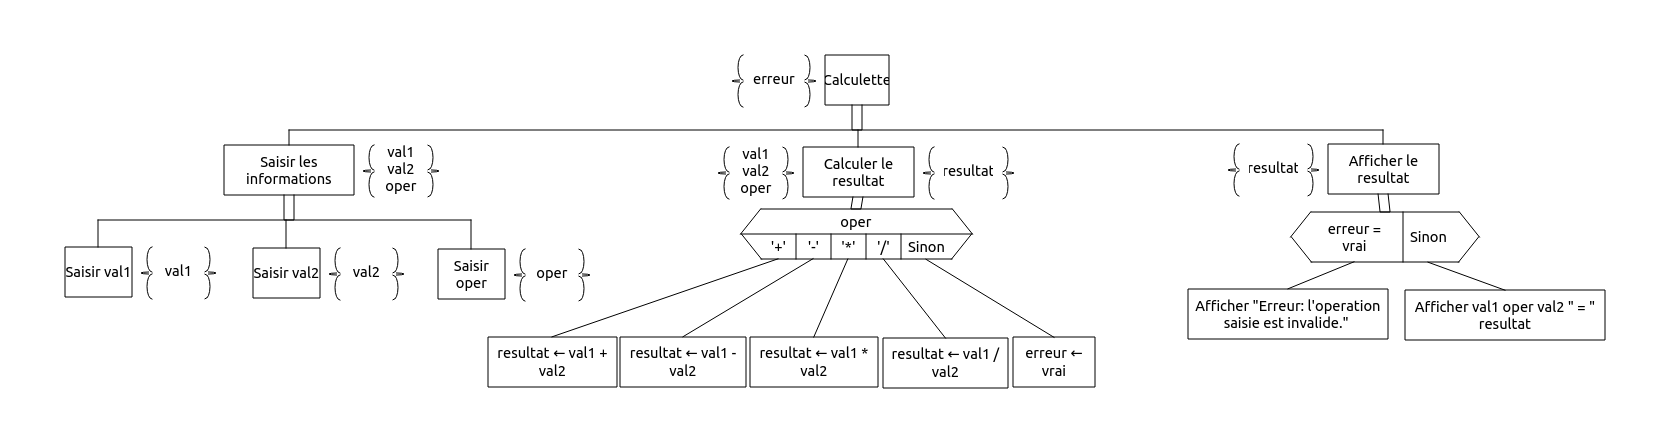 erreur
Calculette
Saisir les
informations
val1
val2
oper
val1
val2
oper
Calculer le
resultat
resultat
resultat
Afficher le
resultat
oper
'+' '-' '*' '/' Sinon
erreur =
vrai
Sinon
Saisir val1
val1
Saisir val2
val2
Saisir
oper
oper
resultat ← val1 +
val2
resultat ← val1 -
val2
resultat ← val1 *
val2
resultat ← val1 /
val2
erreur ←
vrai
Afficher "Erreur: l'operation
saisie est invalide."
Afficher val1 oper val2 " = "
resultat